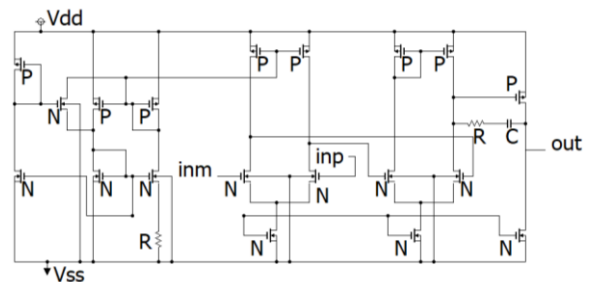 Vdd
P P P P P
P
N P P
R C
out
inp
inm
N N N N N N N
R
N N N
Vss